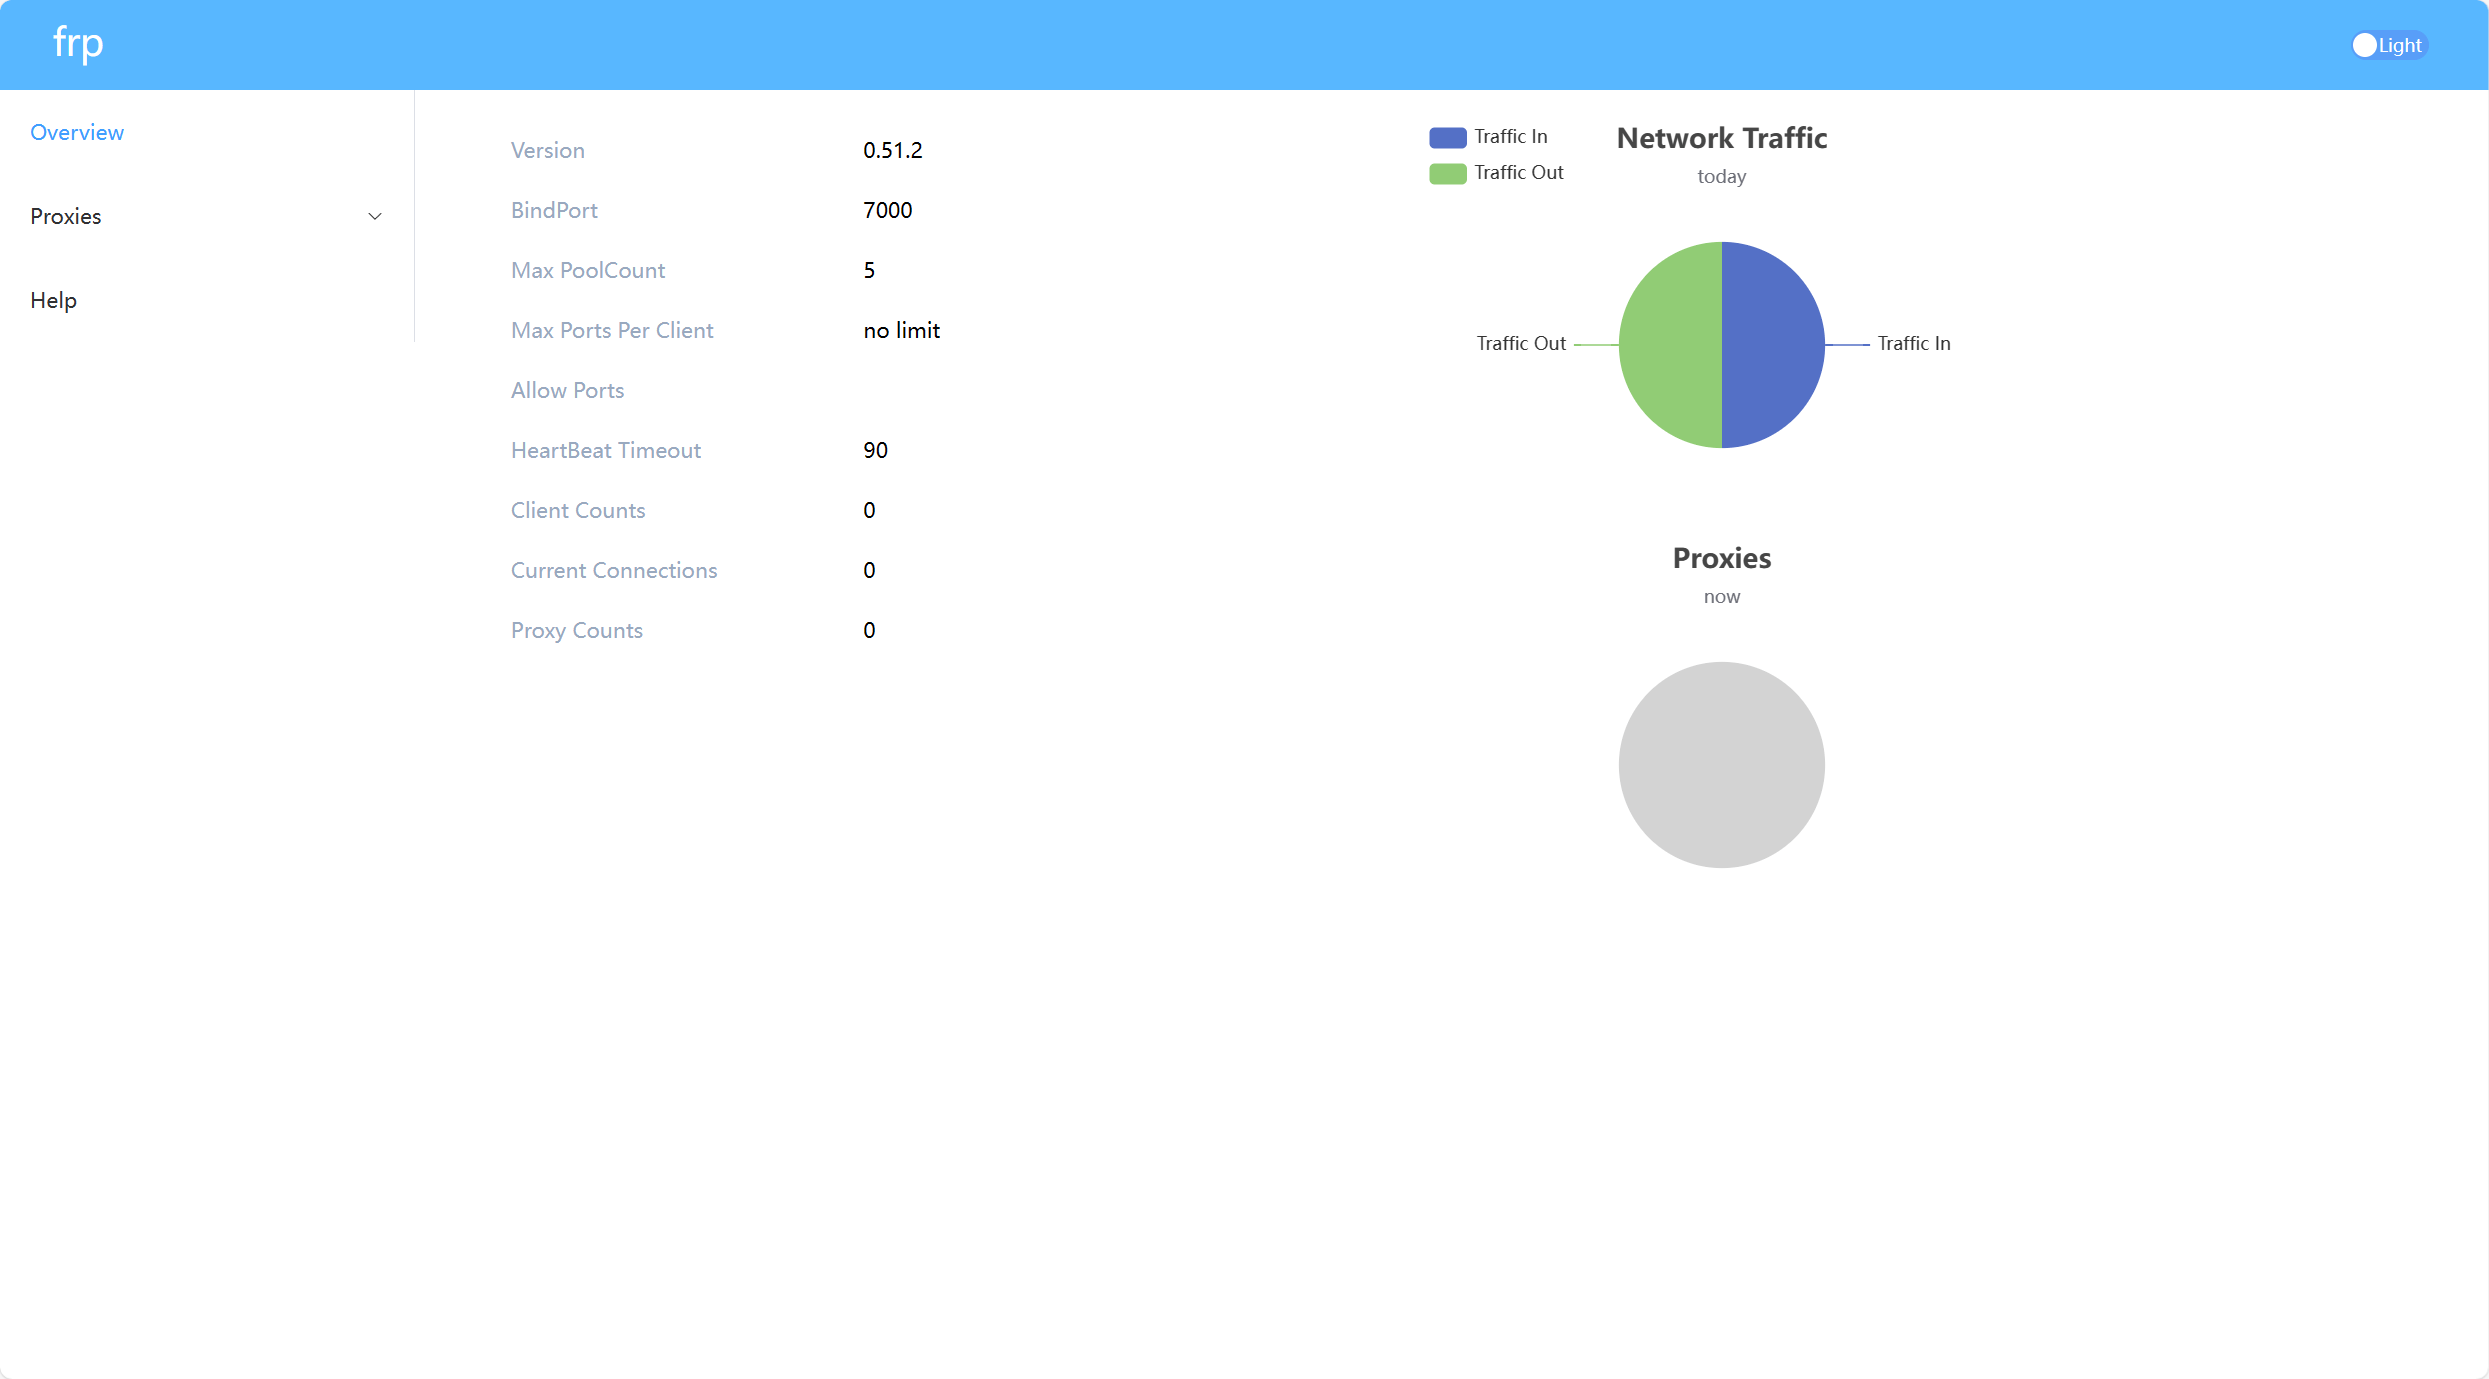 frp
Light
Overview
Proxies
Help
Version 0.51.2
BindPort 7000
Max PoolCount 5
Max Ports Per Client no limit
Allow Ports
HeartBeat Timeout 90
Client Counts 0
Current Connections 0
Proxy Counts 0
Traffic In
Traffic Out
Network Traffic
today
Traffic Out
Traffic In
Proxies
now